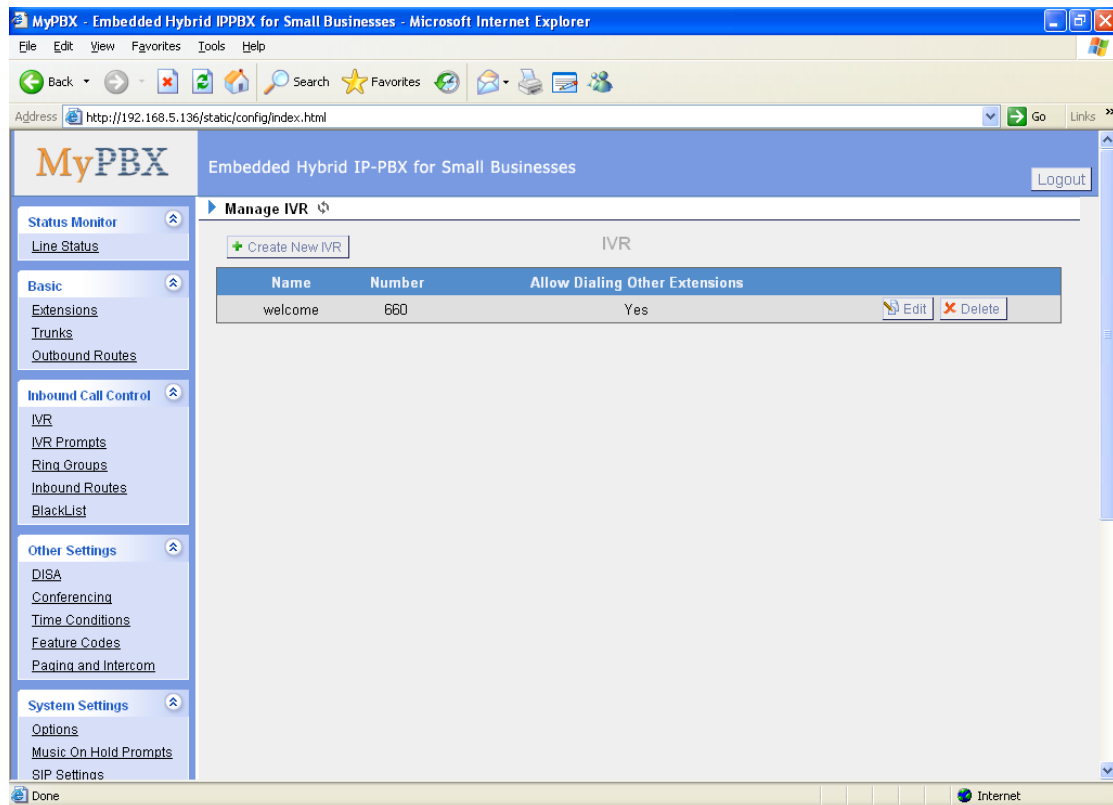 MyPBX - Embedded Hybrid IPPBX for Small Businesses - Microsoft Internet Explorer
File Edit View Favorites Tools Help
Back Search Favorites
Address http://192.168.5.136/static/config/index.html Go Links »
MyPBX
Embedded Hybrid IP-PBX for Small Businesses
Logout
Status Monitor
Line Status
Basic
Extensions
Trunks
Outbound Routes
Inbound Call Control
IVR
IVR Prompts
Ring Groups
Inbound Routes
BlackList
Other Settings
DISA
Conferencing
Time Conditions
Feature Codes
Paging and Intercom
System Settings
Options
Music On Hold Prompts
SIP Settings
Manage IVR
Create New IVR
IVR
Name Number Allow Dialing Other Extensions
welcome 660 Yes Edit Delete
Done Internet